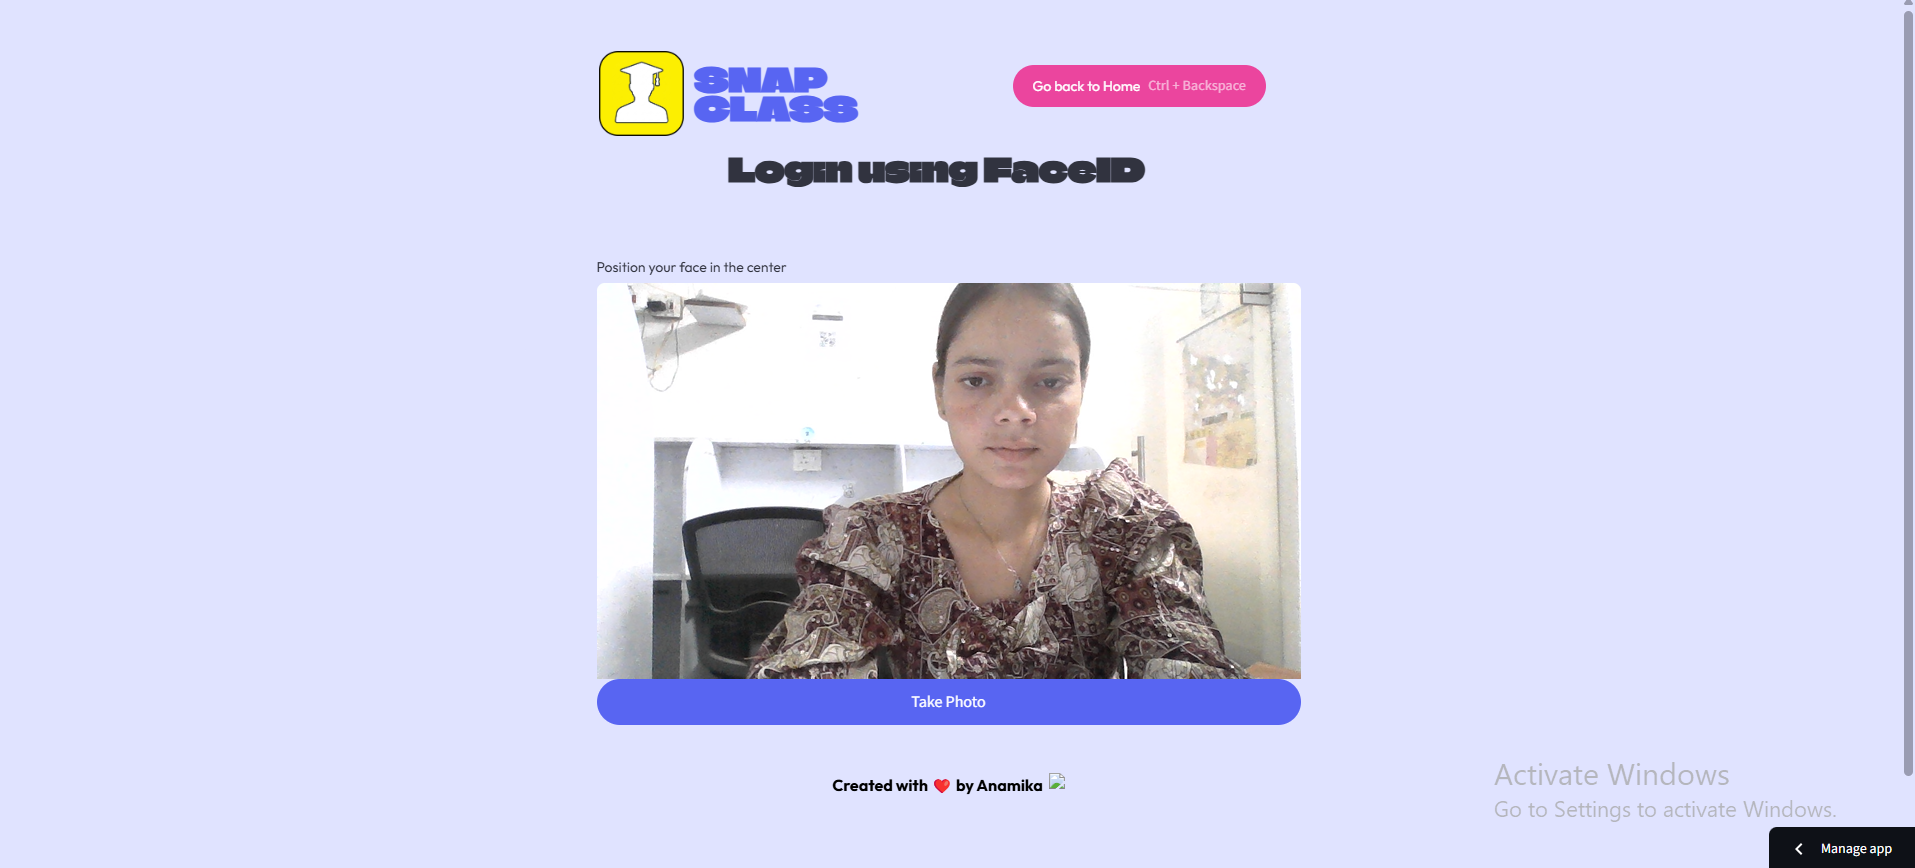 SNAP
CLASS
Go back to Home Ctrl + Backspace
Login using FaceID
Position your face in the center
Take Photo
Created with ❤️ by Anamika
Activate Windows
Go to Settings to activate Windows.
Manage app